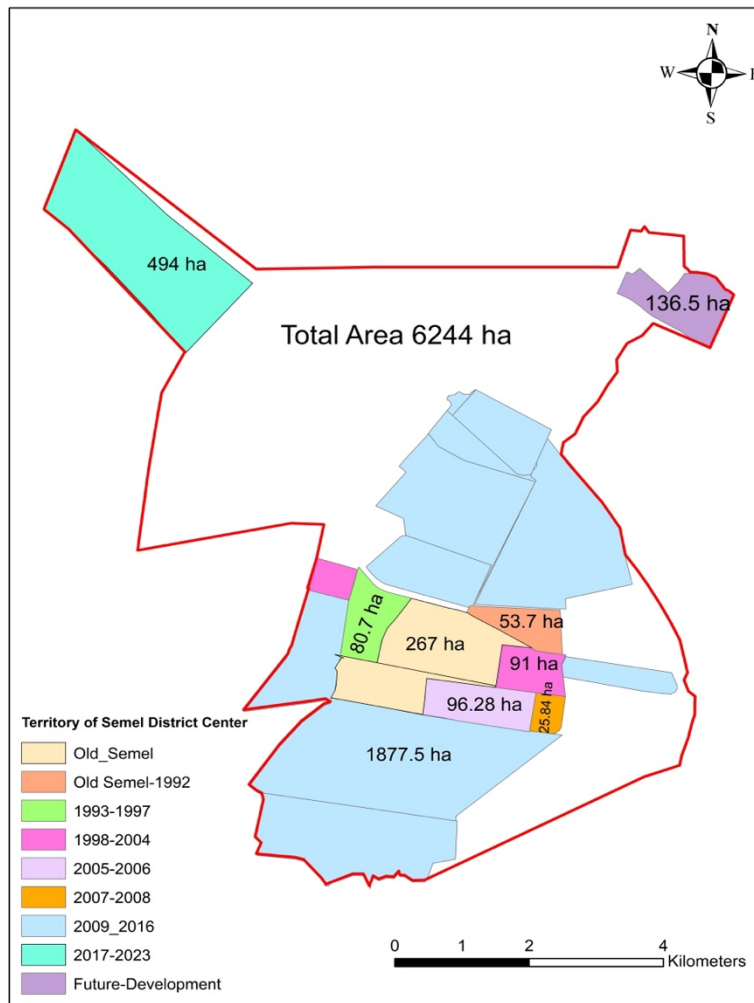 N
W
E
S
494 ha
136.5 ha
Total Area 6244 ha
80.7 ha
53.7 ha
267 ha
91 ha
96.28 ha
25.84 ha
1877.5 ha
Territory of Semel District Center
Old_Semel
Old Semel-1992
1993-1997
1998-2004
2005-2006
2007-2008
2009_2016
2017-2023
Future-Development
0 1 2 4
Kilometers